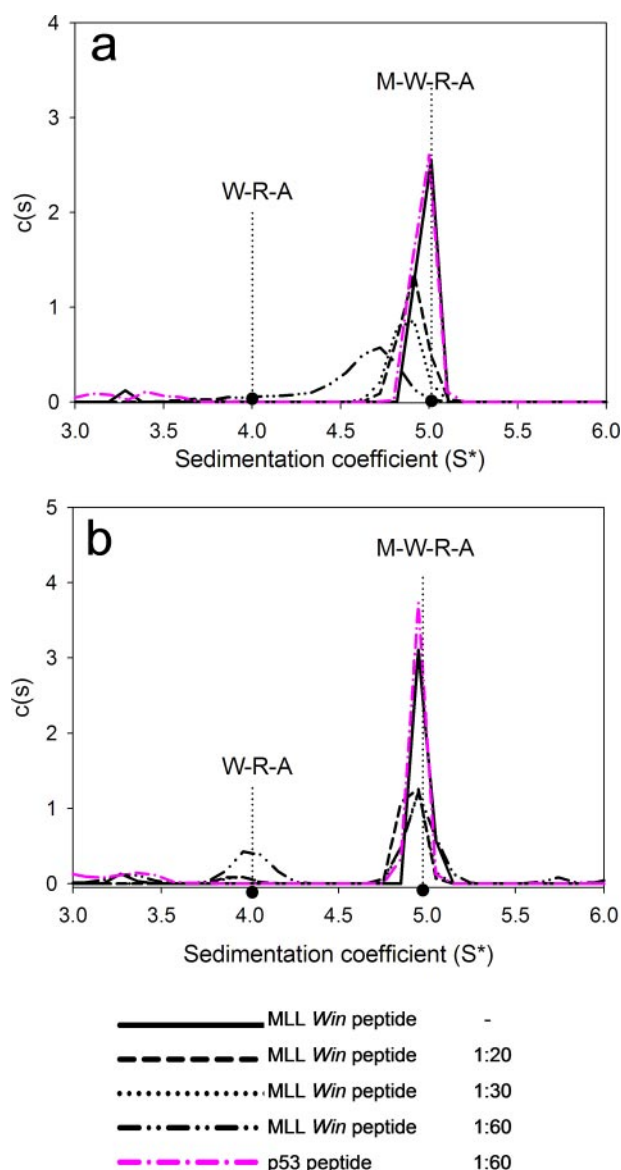 a
4
3
2
1
0
c(s)
M-W-R-A
W-R-A
3.0 3.5 4.0 4.5 5.0 5.5 6.0
Sedimentation coefficient (S*)
b
5
4
3
2
1
0
c(s)
M-W-R-A
W-R-A
3.0 3.5 4.0 4.5 5.0 5.5 6.0
Sedimentation coefficient (S*)
MLL Win peptide -
MLL Win peptide 1:20
MLL Win peptide 1:30
MLL Win peptide 1:60
p53 peptide 1:60